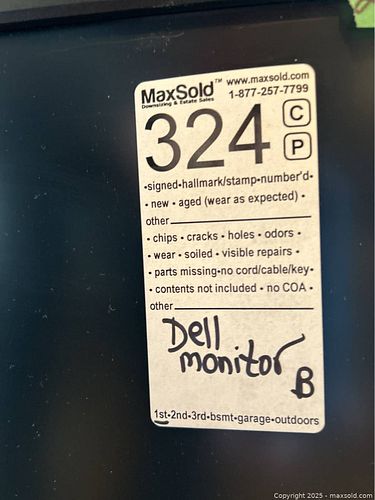 MaxSold™ www.maxsold.com
Downsizing & Estate Sales 1-877-257-7799
324 C
P
•signed•hallmark/stamp•number'd•
• new • aged (wear as expected) •
other
• chips • cracks • holes • odors •
• wear • soiled • visible repairs •
• parts missing•no cord/cable/key•
• contents not included • no COA •
other
Dell
monitor
B
1st•2nd•3rd•bsmt•garage•outdoors
Copyright 2025 - maxsold.com